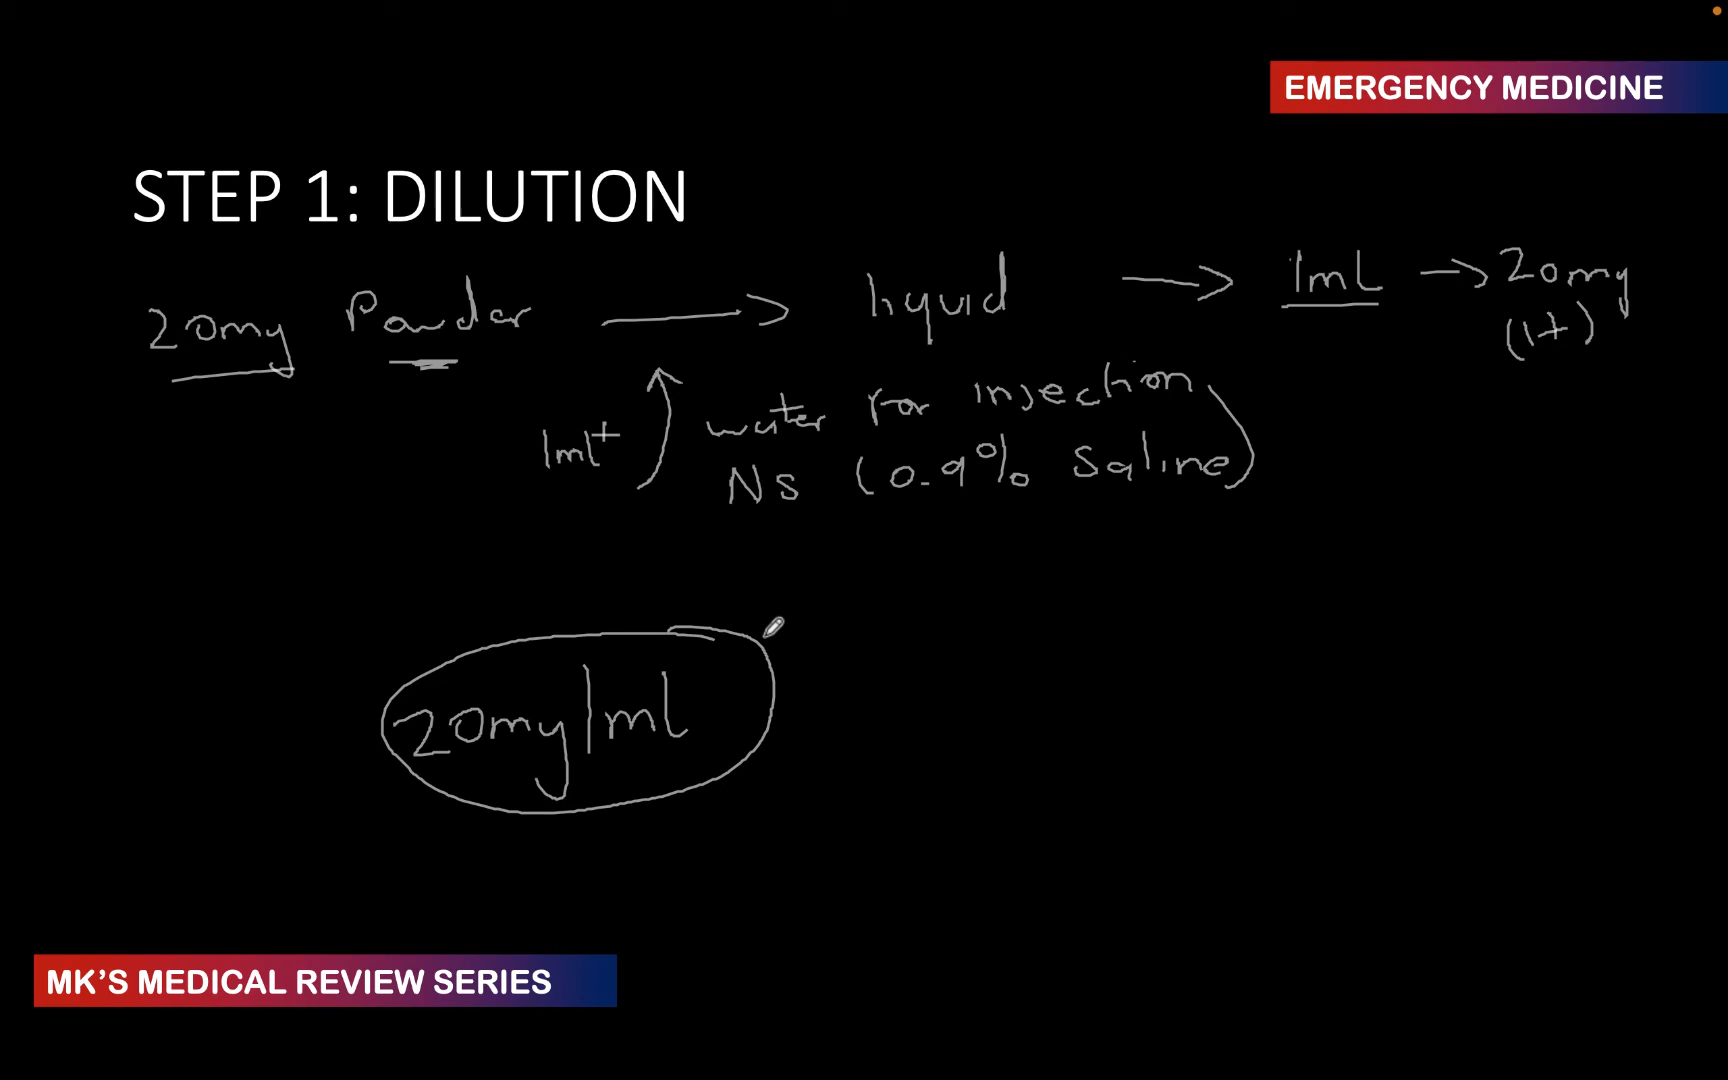 EMERGENCY MEDICINE
STEP 1: DILUTION
20mg Powder → liquid → 1mL → 20mg
(1+)
1ml+ water for injection
NS (0.9% Saline)
20mg/ml
MK'S MEDICAL REVIEW SERIES